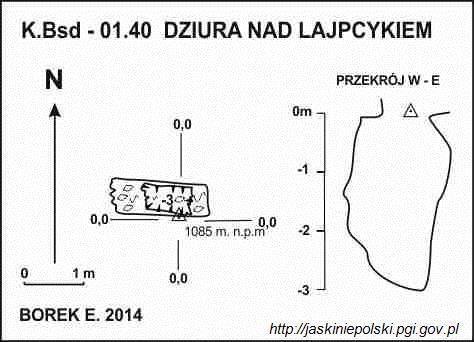 K.Bsd - 01.40 DZIURA NAD LAJPCYKIEM
PRZEKRÓJ W - E
N
0m
0,0
-1
-3
0,0
0,0
1085 m. n.p.m
-2
0 1 m
0,0
-3
BOREK E. 2014
http://jaskiniepolski.pgi.gov.pl